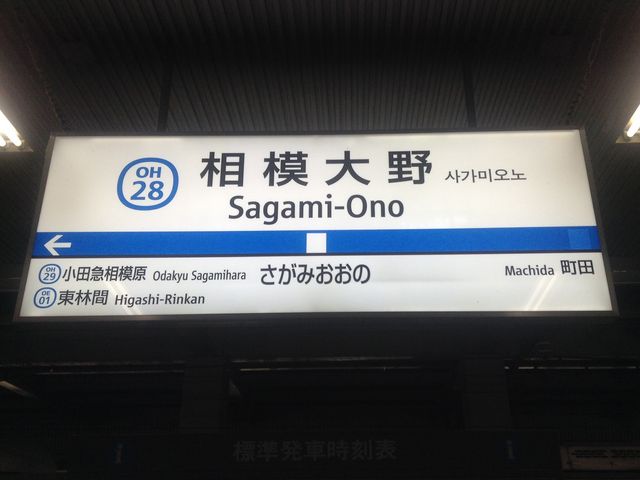 OH 28 相模大野 사가미오노
Sagami-Ono
OH 29 小田急相模原 Odakyu Sagamihara さがみおおの Machida 町田
OE 01 東林間 Higashi-Rinkan
標準発車時刻表